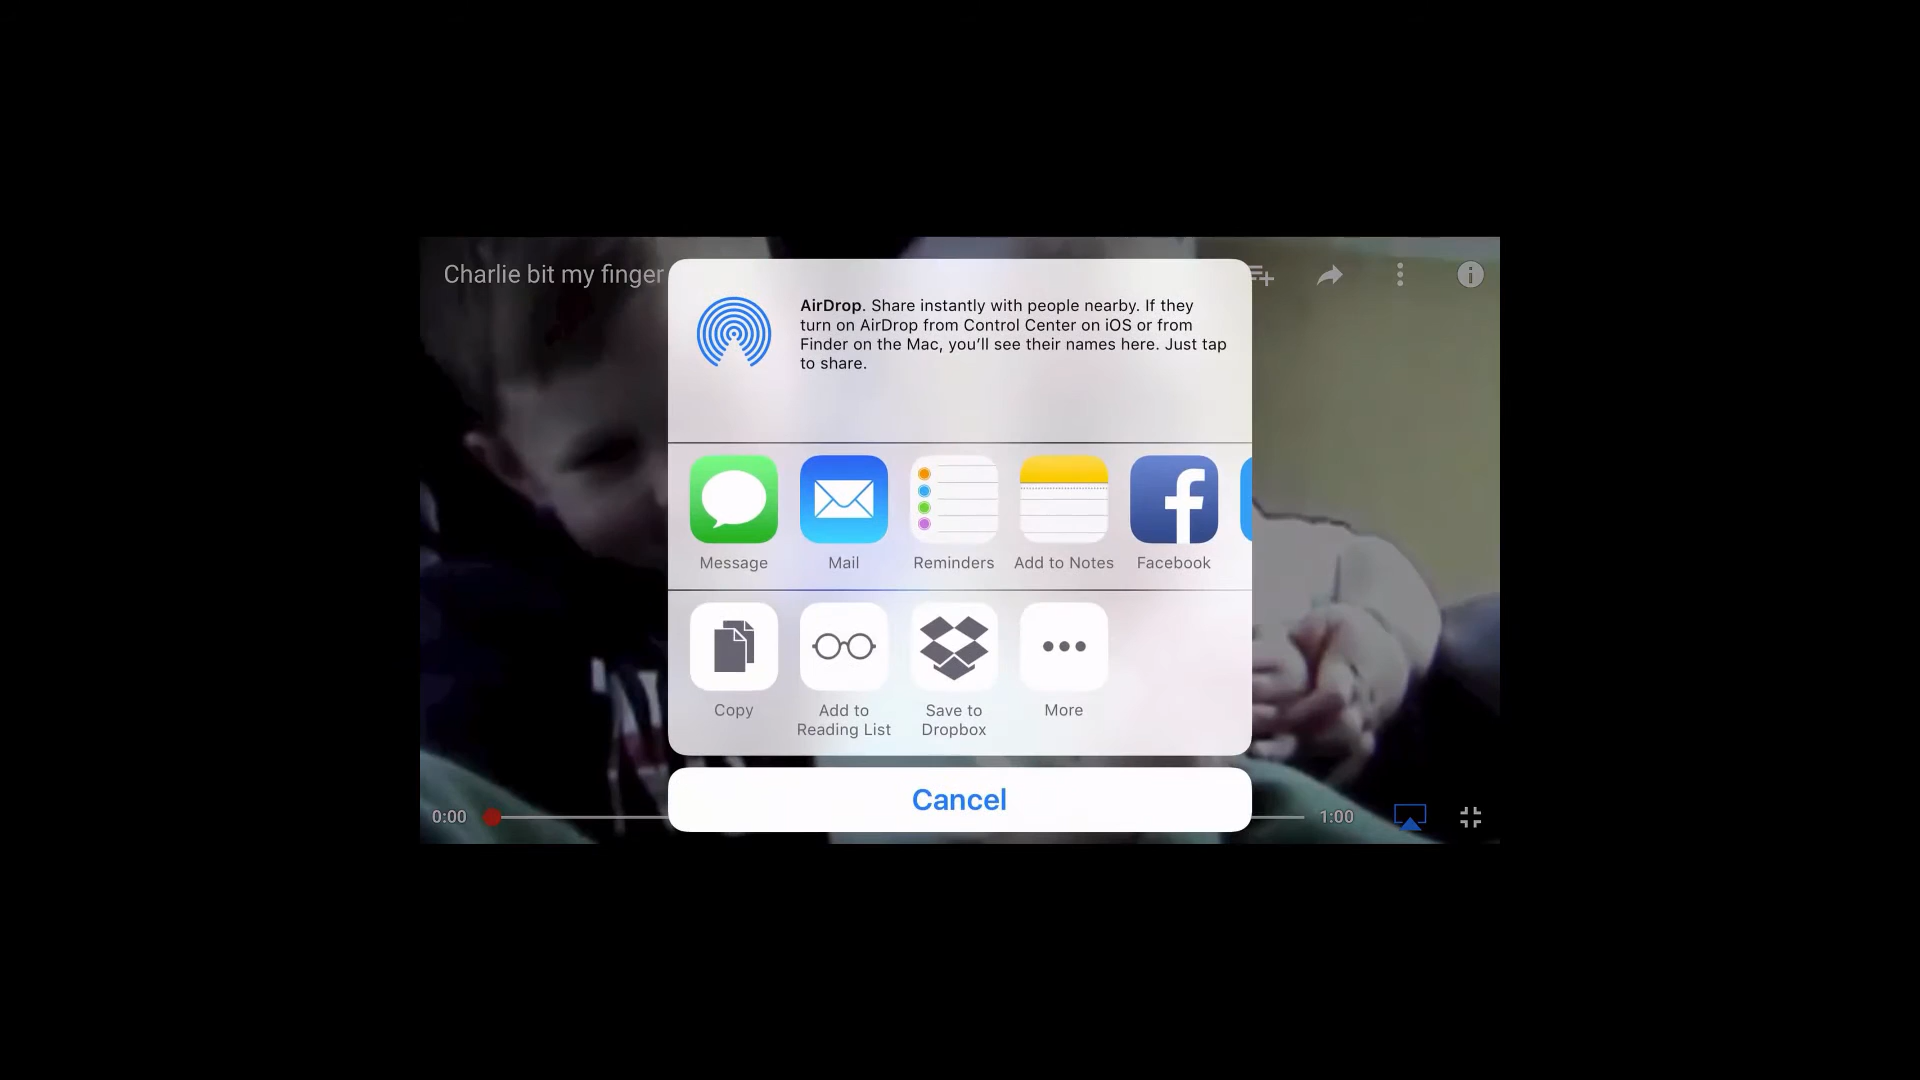 Charlie bit my finger
AirDrop. Share instantly with people nearby. If they
turn on AirDrop from Control Center on iOS or from
Finder on the Mac, you'll see their names here. Just tap
to share.
Message
Mail
Reminders
Add to Notes
Facebook
Copy
Add to
Reading List
Save to
Dropbox
More
0:00
Cancel
1:00